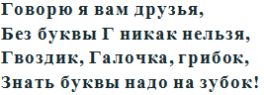 Говорю я вам друзья,
Без буквы Г никак нельзя,
Гвоздик, Галочка, грибок,
Знать буквы надо на зубок!